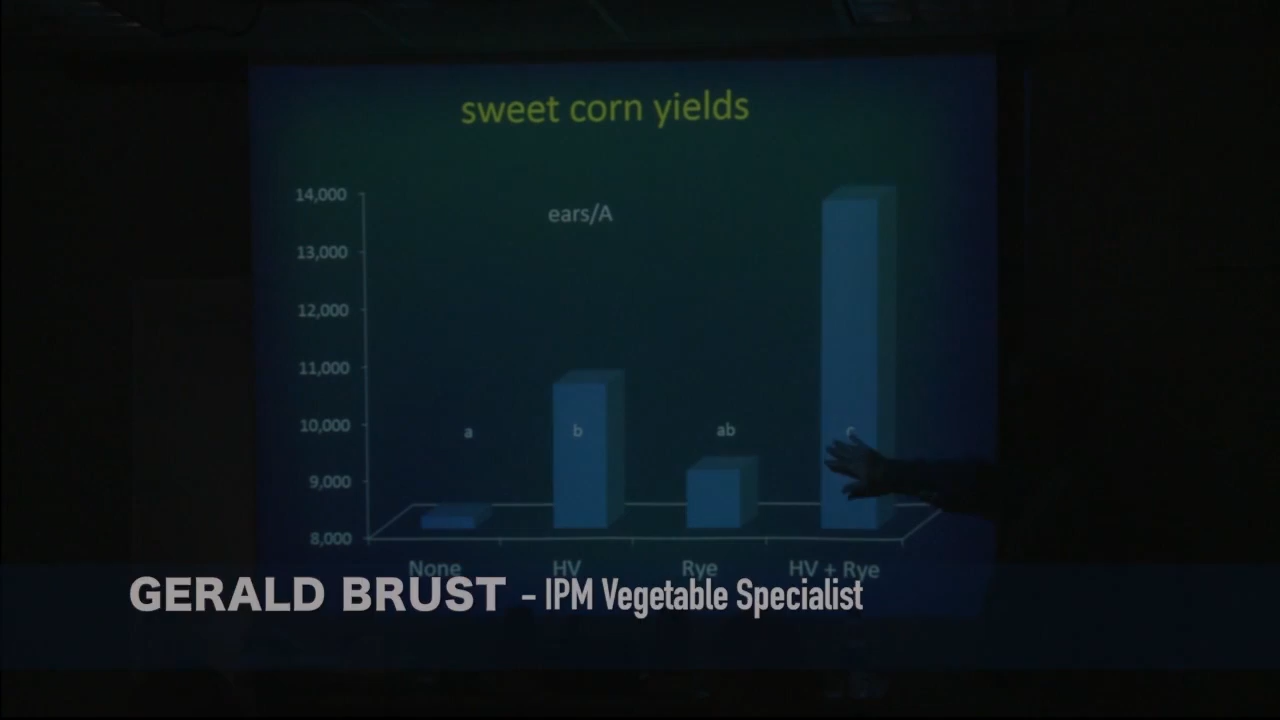 sweet corn yields
14,000
ears/A
13,000
12,000
11,000
10,000
a
b
ab
c
9,000
8,000
None
HV
Rye
HV + Rye
GERALD BRUST – IPM Vegetable Specialist